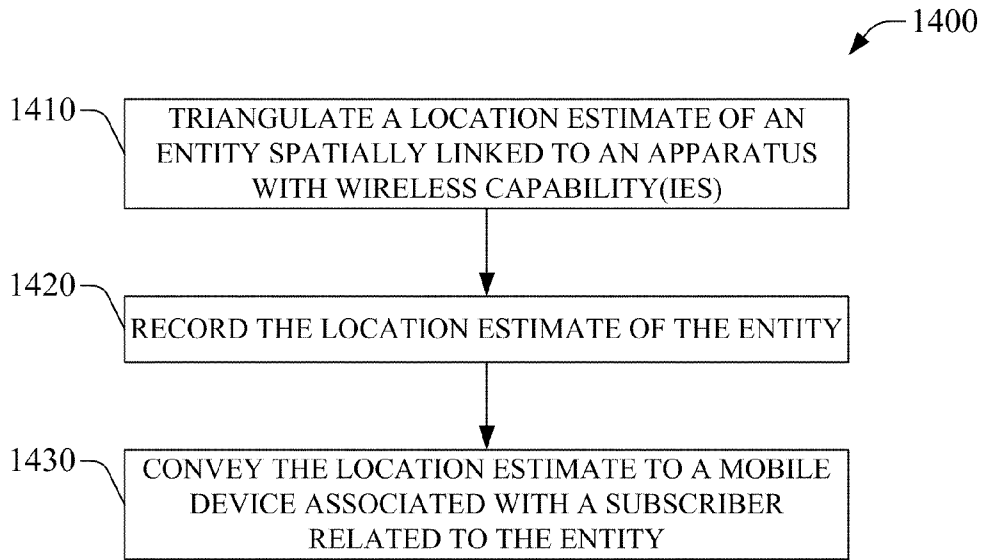 1400
1410
TRIANGULATE A LOCATION ESTIMATE OF AN
ENTITY SPATIALLY LINKED TO AN APPARATUS
WITH WIRELESS CAPABILITY(IES)
1420
RECORD THE LOCATION ESTIMATE OF THE ENTITY
1430
CONVEY THE LOCATION ESTIMATE TO A MOBILE
DEVICE ASSOCIATED WITH A SUBSCRIBER
RELATED TO THE ENTITY